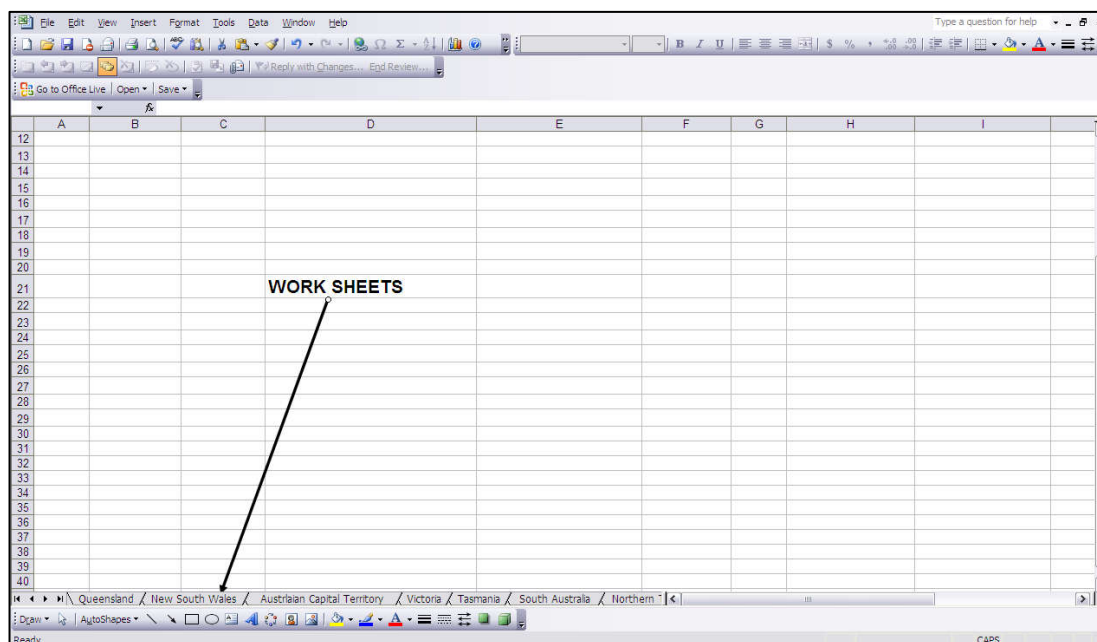 File Edit View Insert Format Tools Data Window Help Type a question for help
Σ B I U $ % , A
Reply with Changes... End Review...
Go to Office Live Open Save
fx
A B C D E F G H I
12
13
14
15
16
17
18
19
20
21 WORK SHEETS
22
23
24
25
26
27
28
29
30
31
32
33
34
35
36
37
38
39
40
Queensland New South Wales Austrlaian Capital Territory Victoria Tasmania South Australia Northern
Draw AutoShapes A A
Ready CAPS